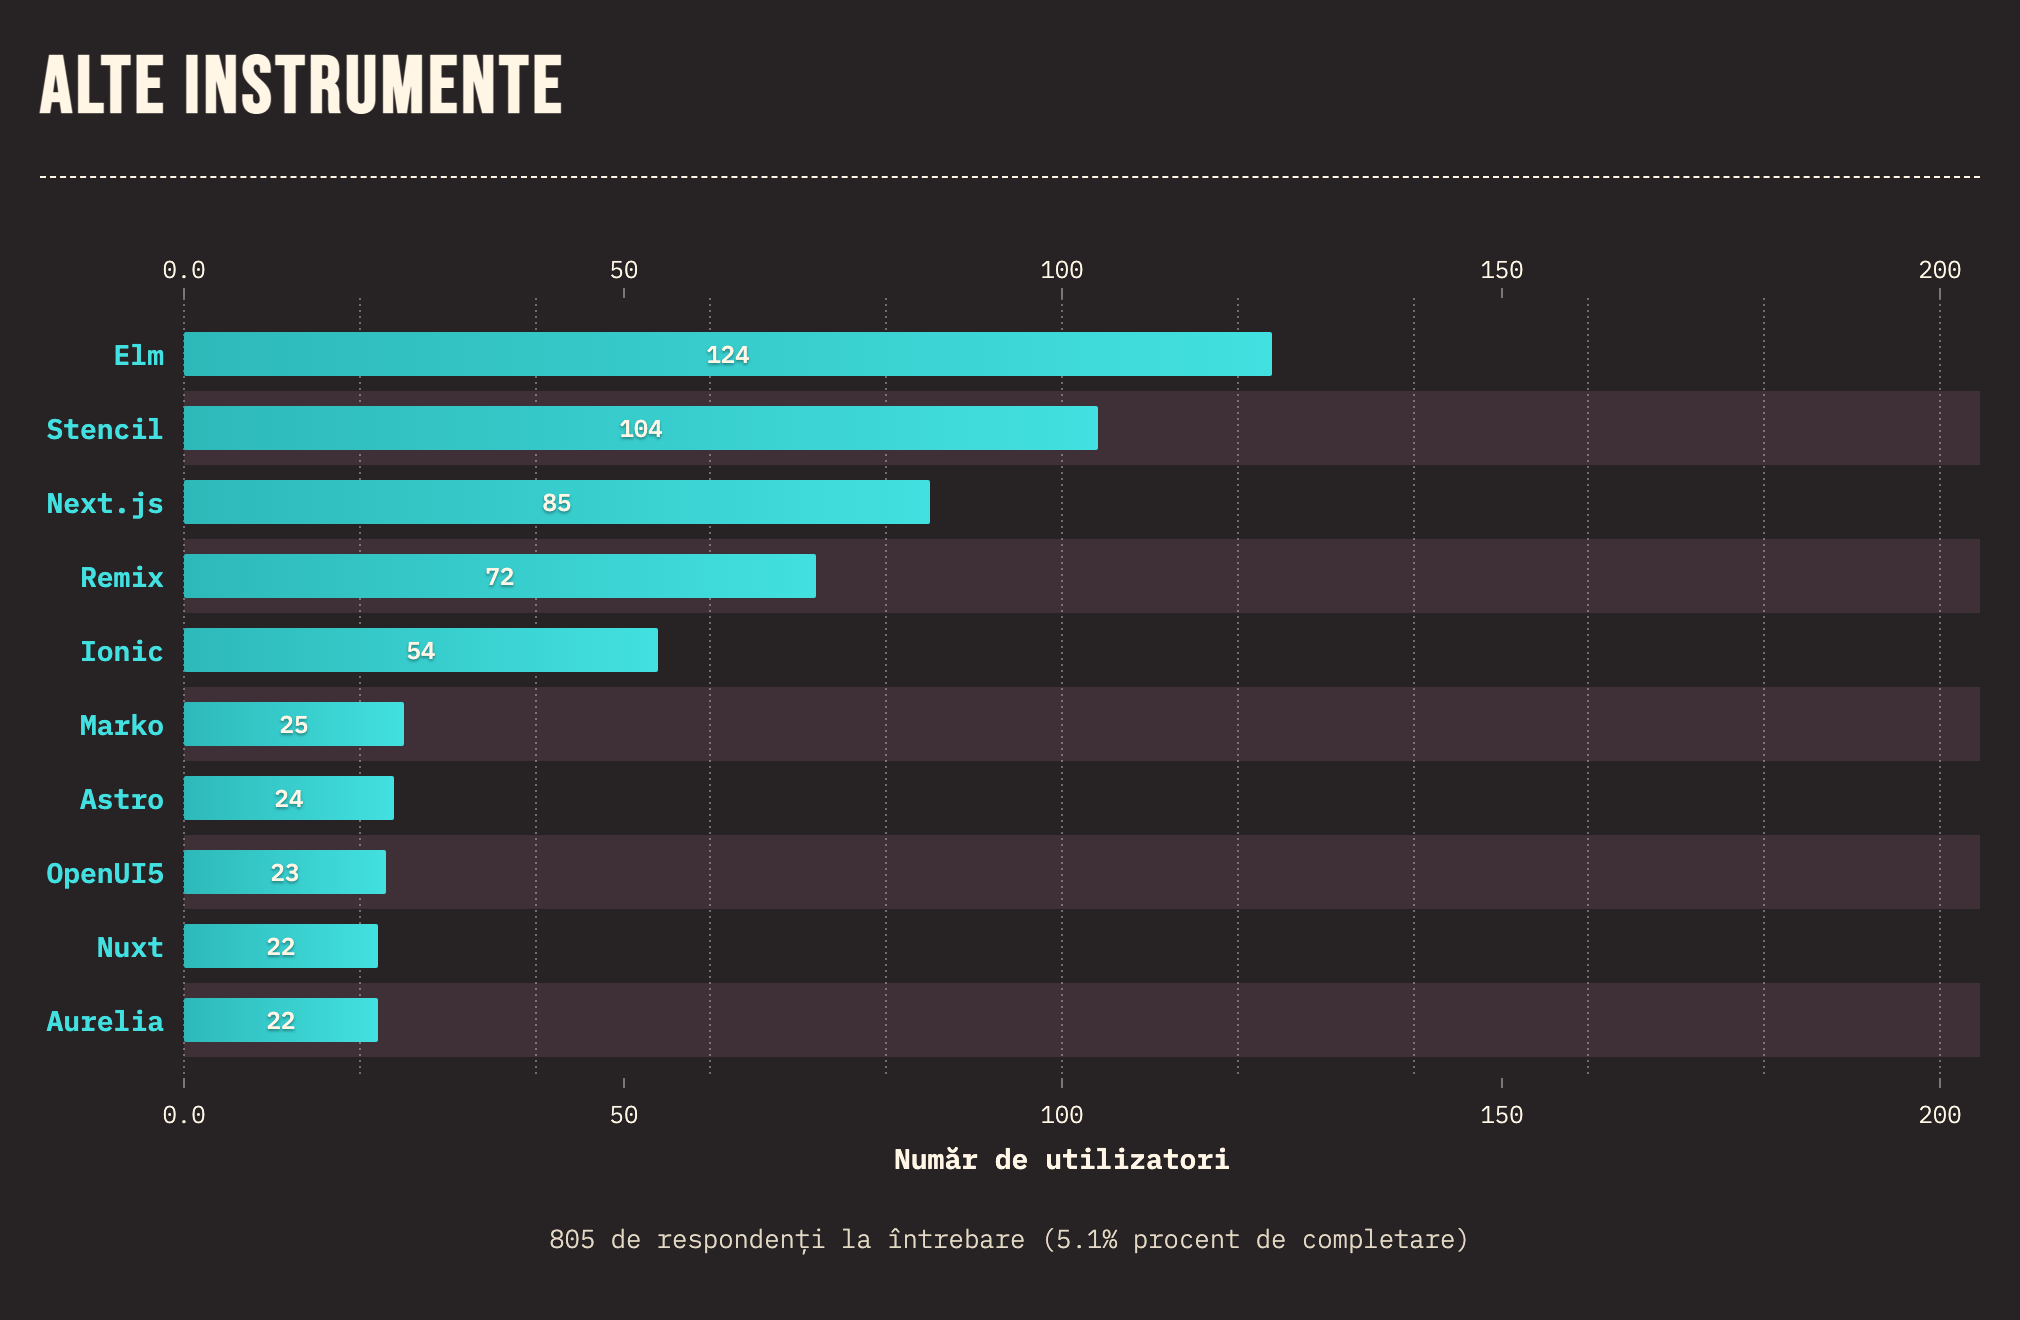 ALTE INSTRUMENTE
0.0 50 100 150 200
Elm 124
Stencil 104
Next.js 85
Remix 72
Ionic 54
Marko 25
Astro 24
OpenUI5 23
Nuxt 22
Aurelia 22
0.0 50 100 150 200
Număr de utilizatori
805 de respondenți la întrebare (5.1% procent de completare)